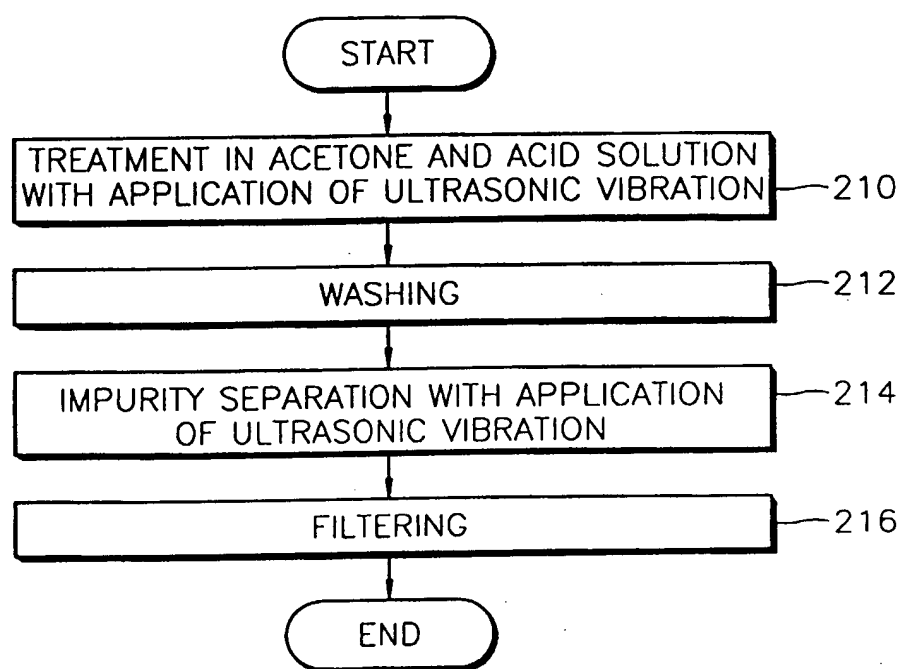 START
TREATMENT IN ACETONE AND ACID SOLUTION
WITH APPLICATION OF ULTRASONIC VIBRATION
210
WASHING
212
IMPURITY SEPARATION WITH APPLICATION
OF ULTRASONIC VIBRATION
214
FILTERING
216
END